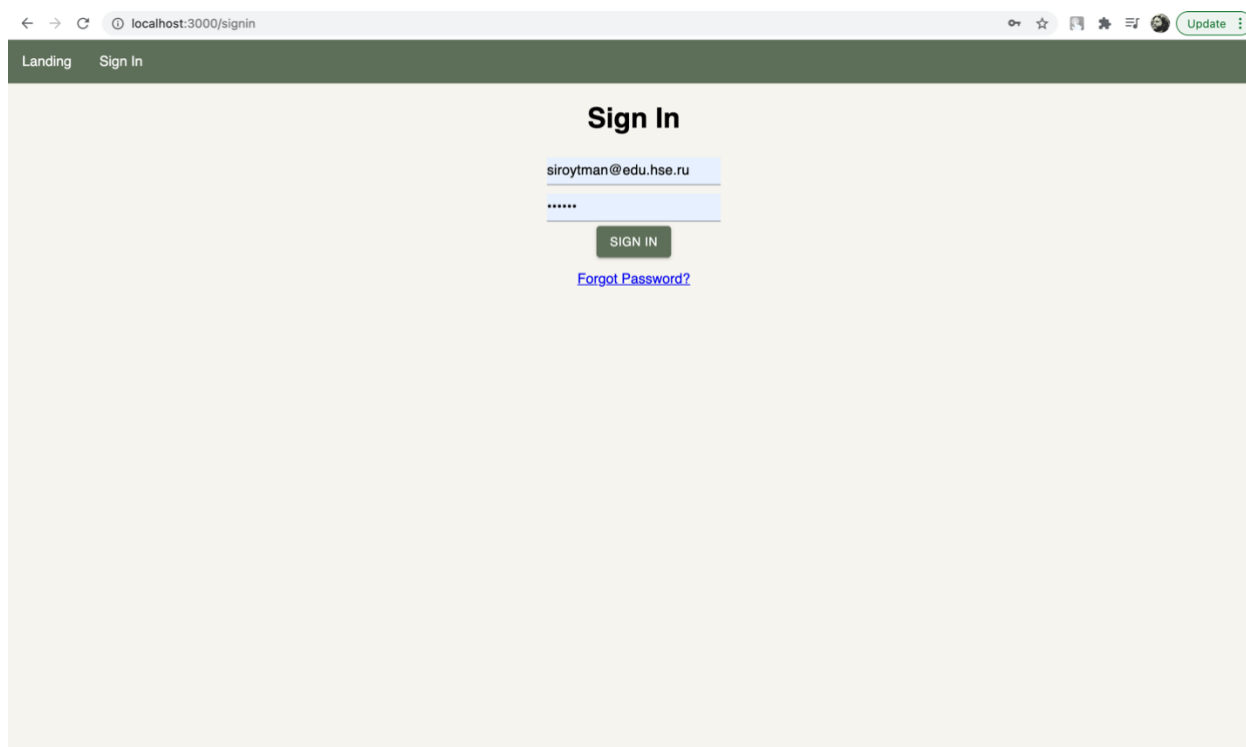 localhost:3000/signin
Update
Landing Sign In
Sign In
siroytman@edu.hse.ru
••••••
SIGN IN
Forgot Password?